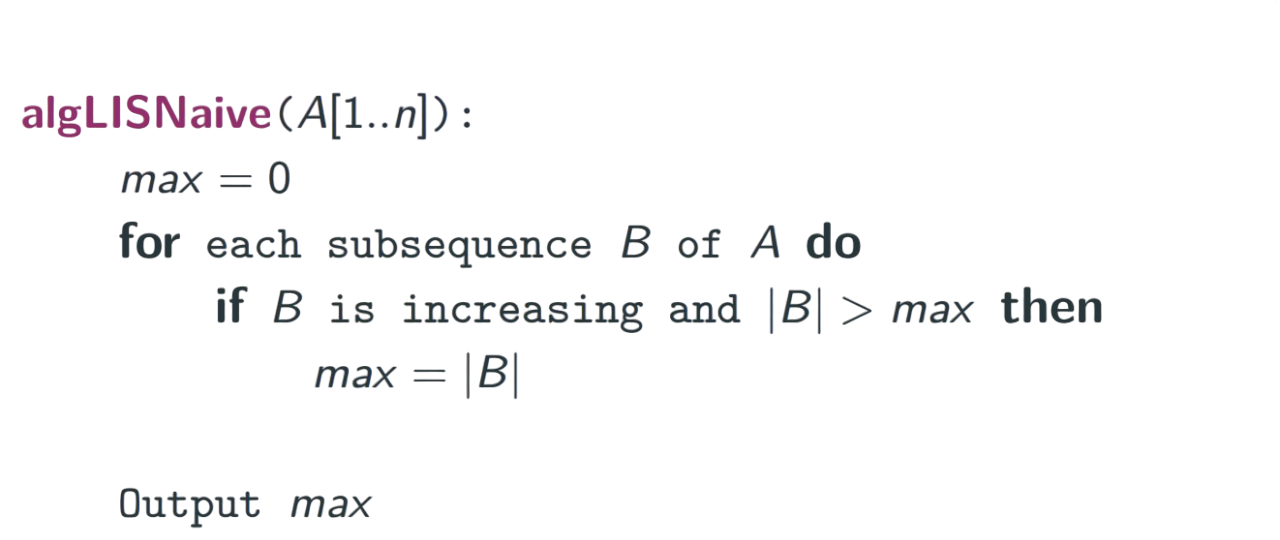 algLISNaive(A[1..n]):
max = 0
for each subsequence B of A do
if B is increasing and |B| > max then
max = |B|
Output max